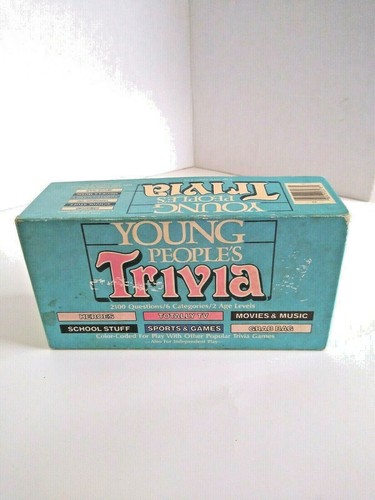 YOUNG
PEOPLE'S
Trivia
YOUNG
PEOPLE'S
Trivia
2100 Questions/6 Categories/2 Age Levels
HEROES TOTALLY TV MOVIES & MUSIC
SCHOOL STUFF SPORTS & GAMES GRAB BAG
Color-Coded For Play With Other Popular Trivia Games
—Also For Independent Play—